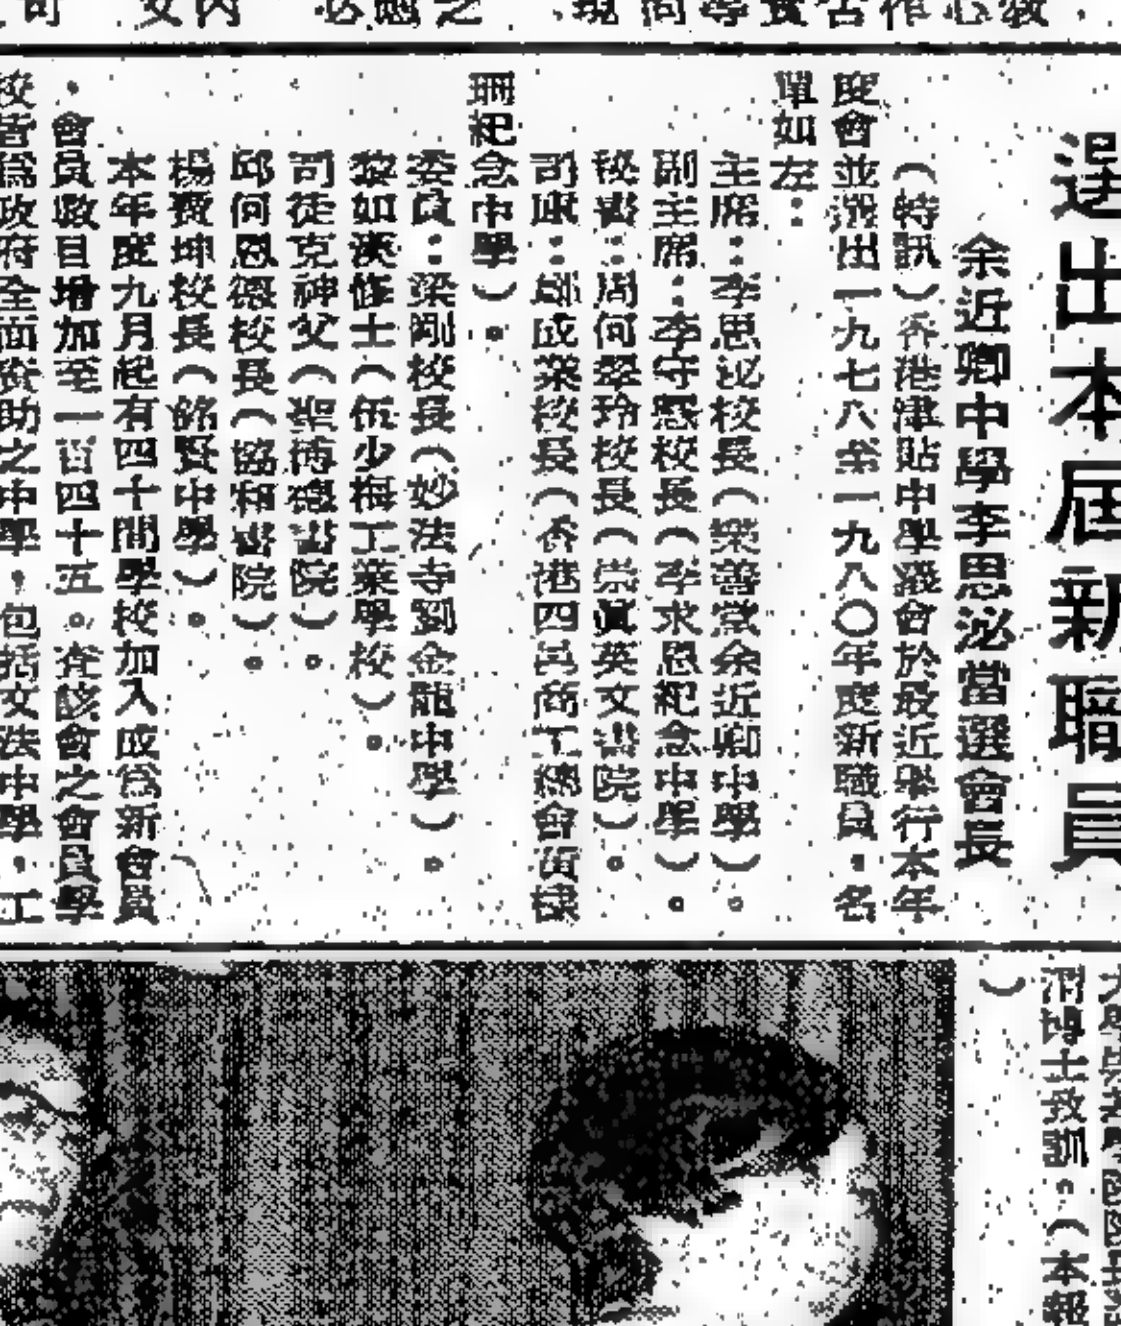 選出本屆新職員
余近卿中學李思泌當選會長
（特訊）香港津貼中學議會於最近舉行本年
度會並選出一九七八至一九八〇年度新職員，名
單如左：
主席：李思泌校長（樂善堂余近卿中學）。
副主席：李守慤校長（李求恩紀念中學）。
秘書：周何翠玲校長（崇眞英文書院）。
司庫：鄺成業校長（香港四邑商工總會黃棣
珊紀念中學）。
委員：梁剛校長（妙法寺劉金龍中學）。
黎如漢修士（伍少梅工業學校）。
司徒克神父（聖博德書院）。
邱何恩德校長（協和書院）。
楊寶坤校長（銘賢中學）。
本年度九月起有四十間學校加入成爲新會員
，會員數目增加至一百四十五。查該會之會員學
校皆爲政府全面資助之中學，包括文法中學，工
）
博士致訓。（本報